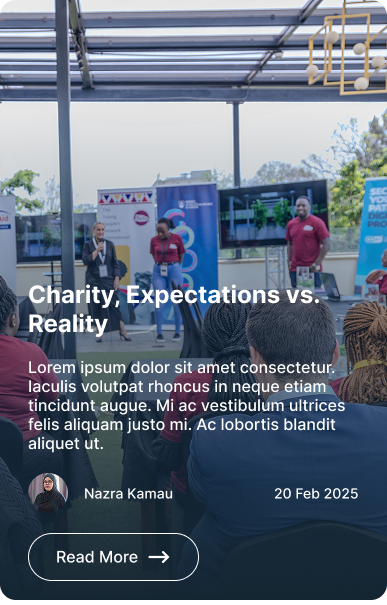 Charity, Expectations vs.
Reality
Lorem ipsum dolor sit amet consectetur.
Iaculis volutpat rhoncus in neque etiam
tincidunt augue. Mi ac vestibulum ultrices
felis aliquam justo mi. Ac lobortis blandit
aliquet ut.
Nazra Kamau
20 Feb 2025
Read More